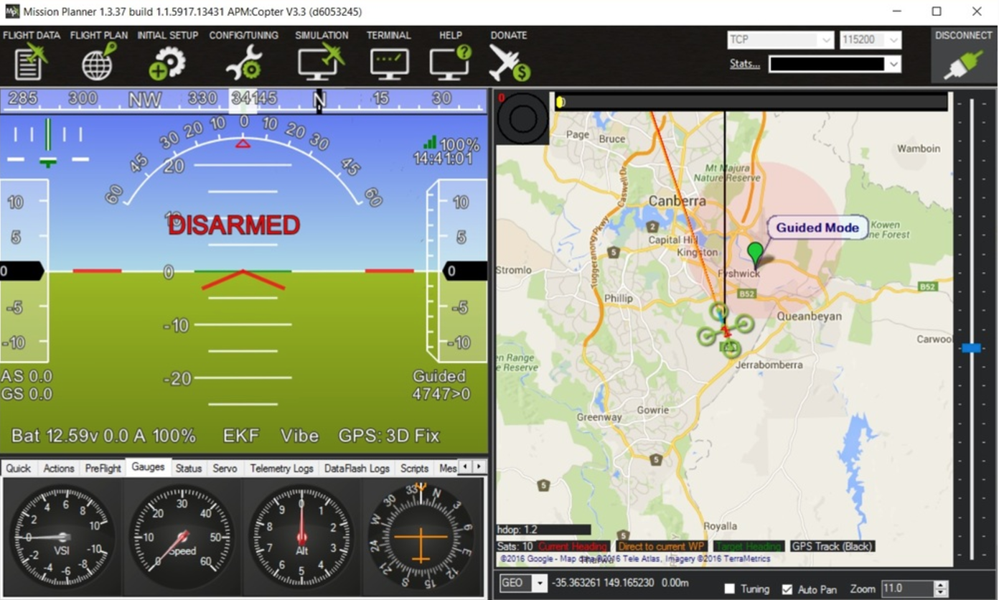 Mission Planner 1.3.37 build 1.1.5917.13431 APM:Copter V3.3 (d6053245)
FLIGHT DATA FLIGHT PLAN INITIAL SETUP CONFIG/TUNING SIMULATION TERMINAL HELP DONATE TCP 115200 DISCONNECT
Stats...
285 300 NW 330 34145 N 15 30
60 45 30 20 10 0 10 20 30 45 60
100%
14:41:01
20
10
DISARMED
0
-10
-20
10
5
0
-5
-10
10
5
0
-5
-10
AS 0.0
GS 0.0
Guided
4747>0
Bat 12.59v 0.0 A 100% EKF Vibe GPS: 3D Fix
Quick Actions PreFlight Gauges Status Servo Telemetry Logs DataFlash Logs Scripts Mes
-8 -6 -4 -2 0 2 4 6 8 10 -10
VSI
0 10 20 30 40 50 60
Speed
0 1 2 3 4 5 6 7 8 9
Alt
33 N 3 6 E 12 15 S 21 24 W 30
0
0
Page
Bruce
Wamboin
Mt Majura
Nature Reserve
Caswell Dr
Canberra
2
Capital Hill
Kingston
5
Tuggeranong Pkwy
Guided Mode
Kowen
ne Forest
Stromlo
Fyshwick
B52
B52
Phillip
Queanbeyan
Carwoo
en Range
e Reserve
Jerrabomberra
Gowrie
Greenway
5
5
Royalla
5
hdop: 1.2
Sats: 10 Current Heading Direct to current WP Target Heading GPS Track (Black)
©2016 Google - Map data ©2016 Tele Atlas, Imagery ©2016 TerraMetrics
GEO -35.363261 149.165230 0.00m
Tuning Auto Pan Zoom 11.0